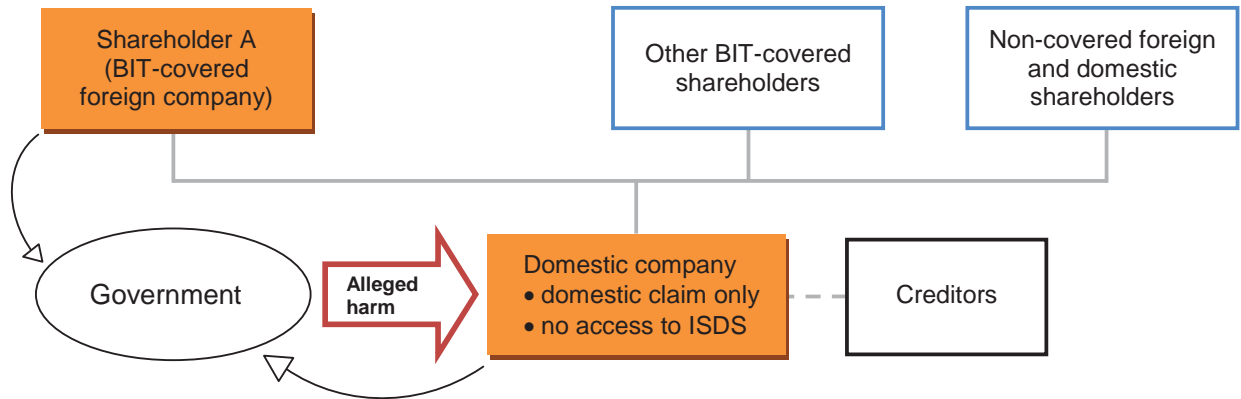 Shareholder A
(BIT-covered
foreign company)
Other BIT-covered
shareholders
Non-covered foreign
and domestic
shareholders
Government
Alleged
harm
Domestic company
• domestic claim only
• no access to ISDS
Creditors